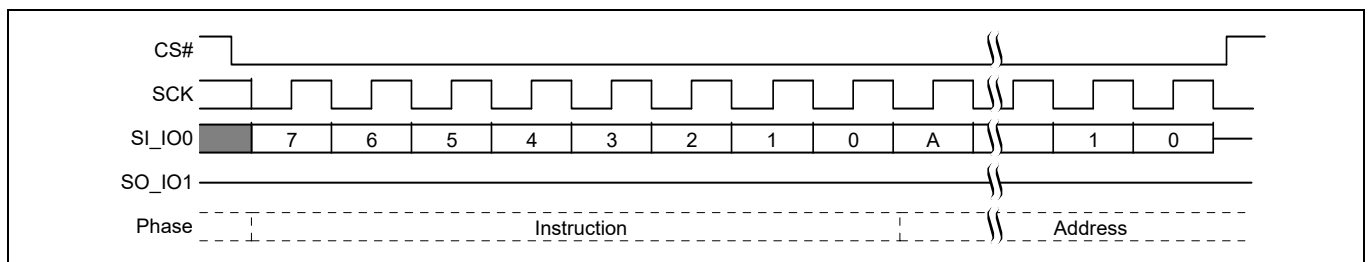 CS#
SCK
SI_IO0 7 6 5 4 3 2 1 0 A 1 0
SO_IO1
Phase Instruction Address